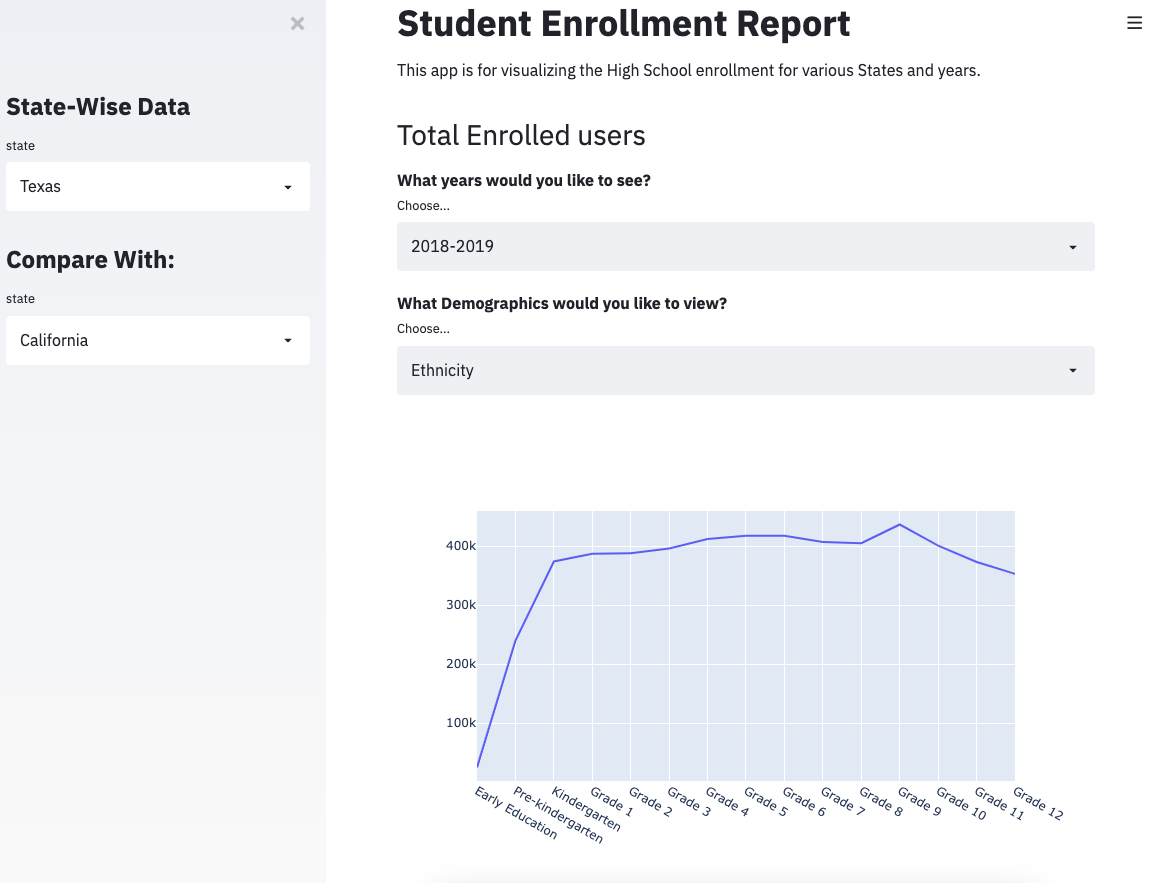 ×
State-Wise Data
state
Texas
Compare With:
state
California
Student Enrollment Report
This app is for visualizing the High School enrollment for various States and years.
Total Enrolled users
What years would you like to see?
Choose...
2018-2019
What Demographics would you like to view?
Choose...
Ethnicity
400k
300k
200k
100k
Early Education
Pre-kindergarten
Kindergarten
Grade 1
Grade 2
Grade 3
Grade 4
Grade 5
Grade 6
Grade 7
Grade 8
Grade 9
Grade 10
Grade 11
Grade 12